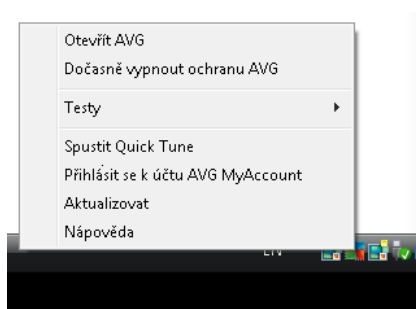 Otevřít AVG
Dočasně vypnout ochranu AVG
Testy
Spustit Quick Tune
Přihlásit se k účtu AVG MyAccount
Aktualizovat
Nápověda